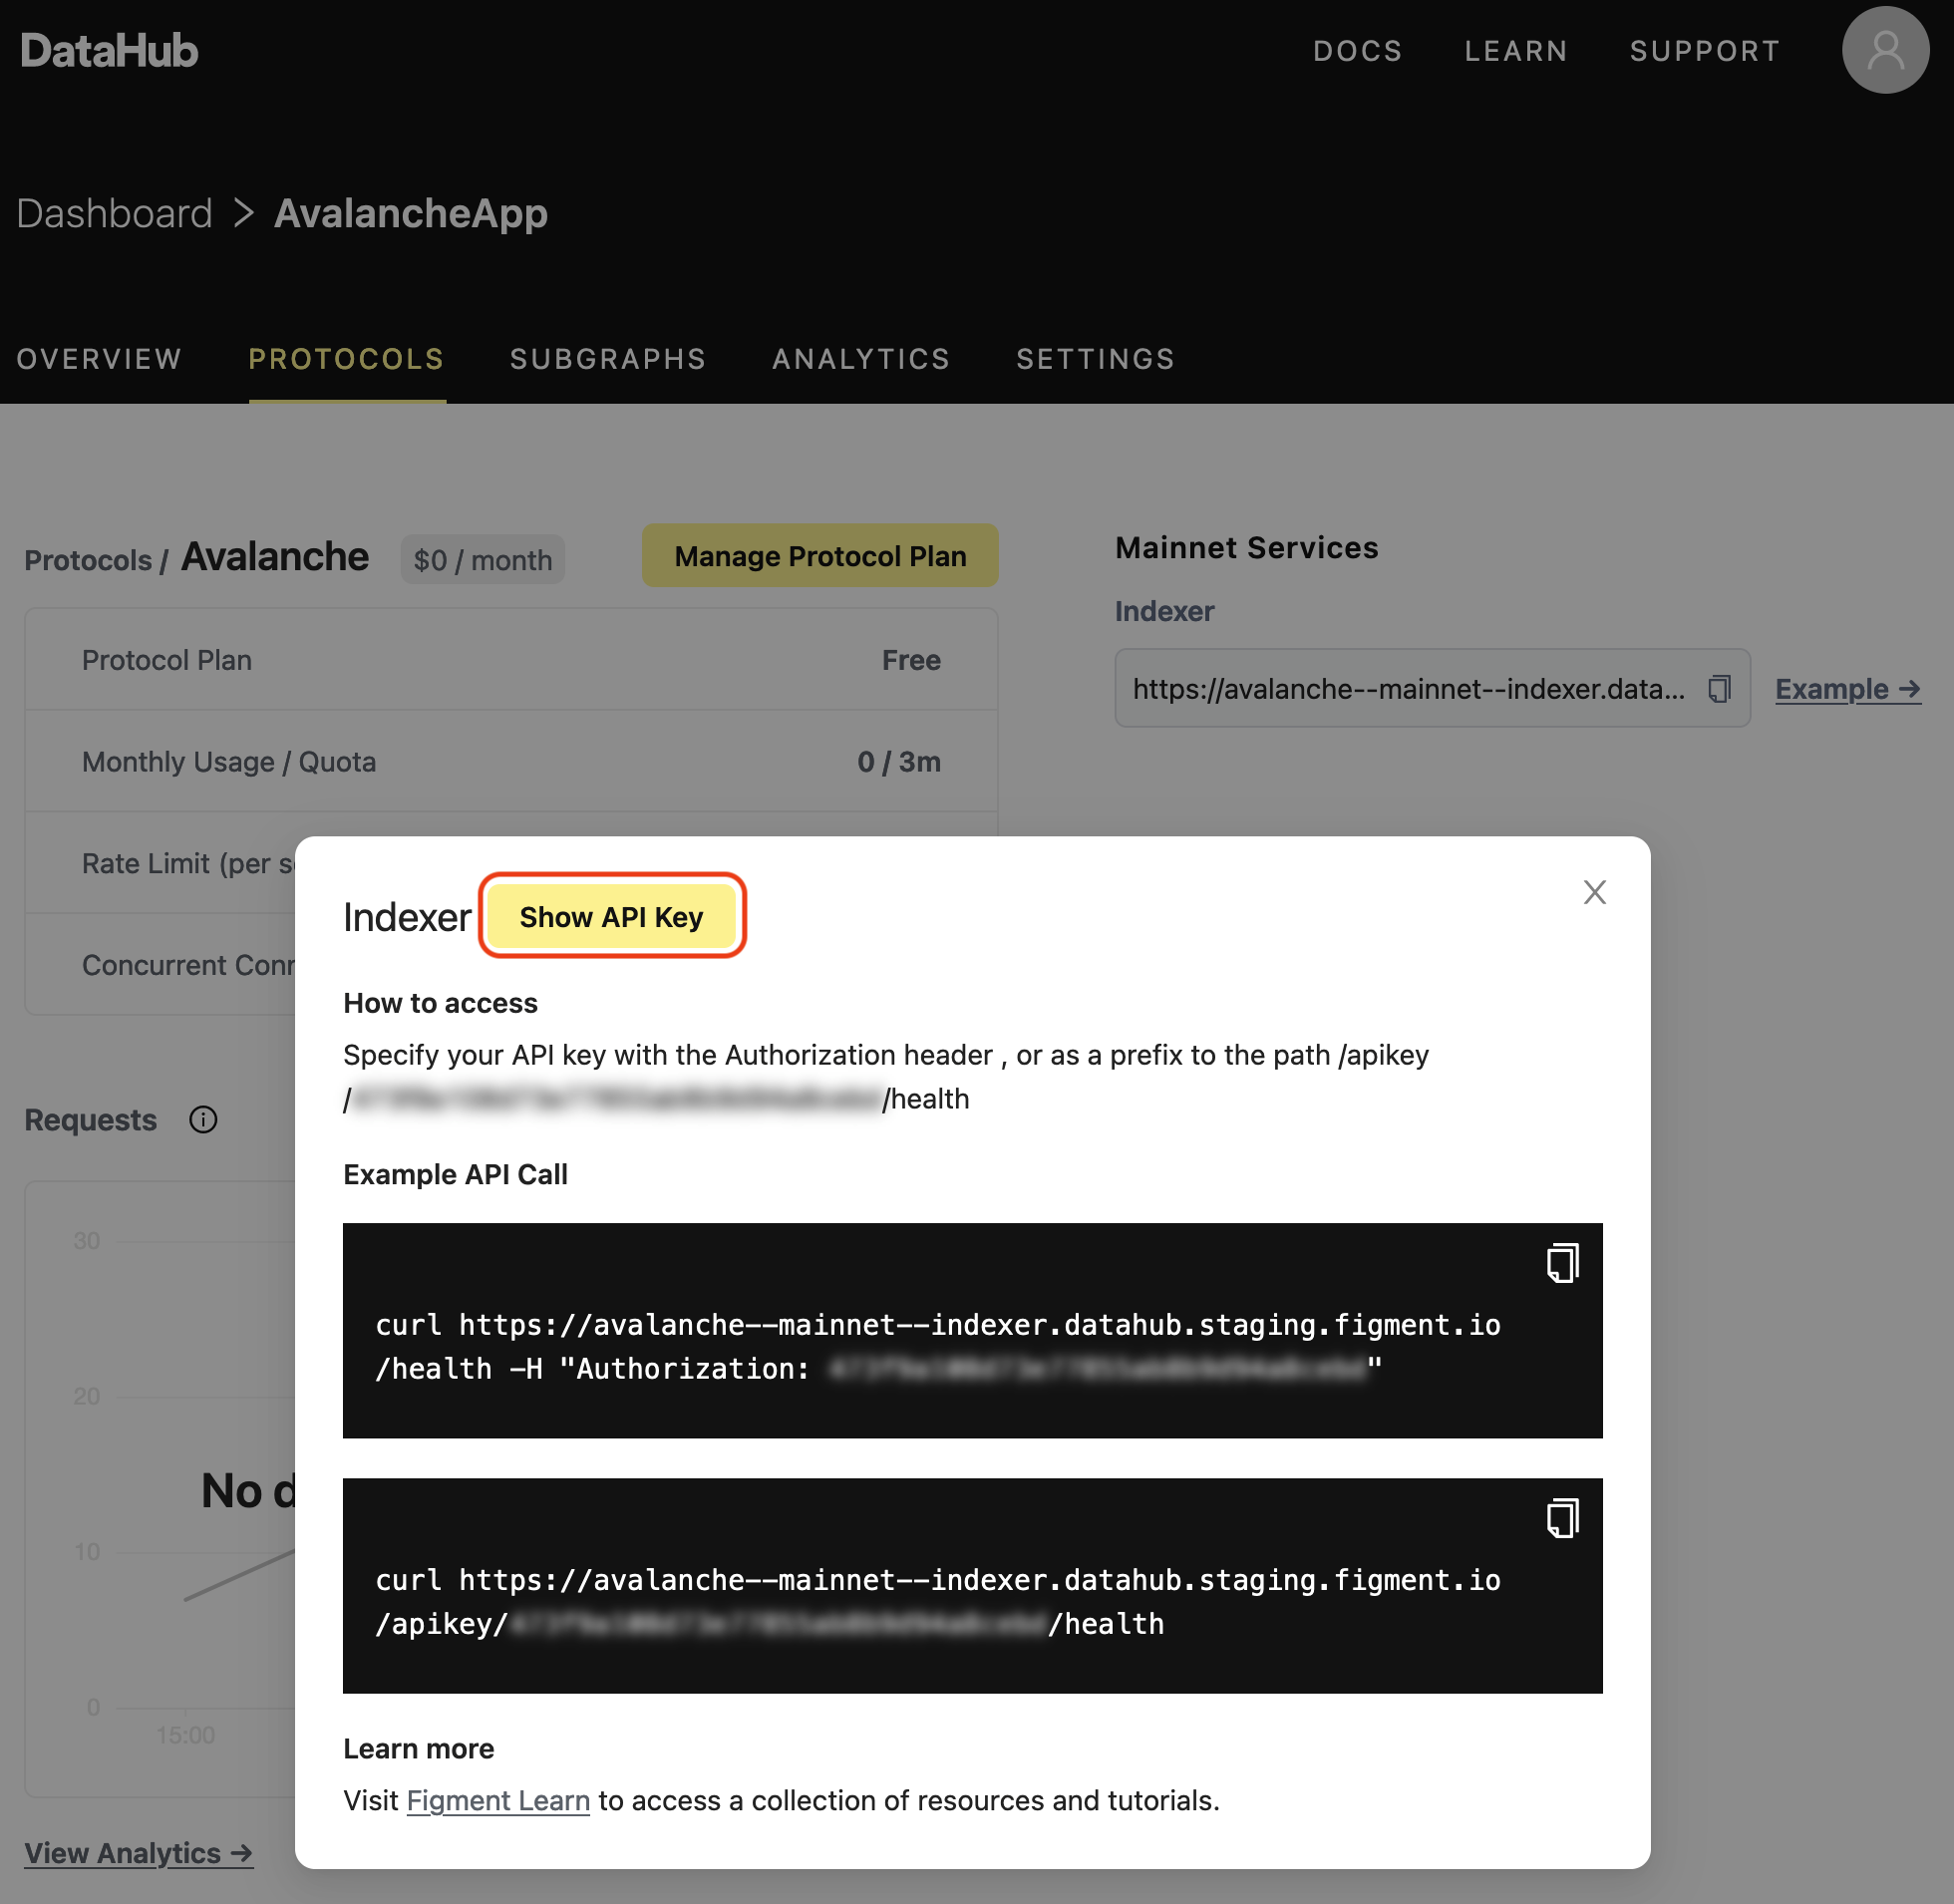 DataHub
DOCS LEARN SUPPORT
Dashboard > AvalancheApp
OVERVIEW PROTOCOLS SUBGRAPHS ANALYTICS SETTINGS
Protocols / Avalanche $0 / month Manage Protocol Plan
Protocol Plan Free
Monthly Usage / Quota 0 / 3m
Rate Limit (per
Concurrent
Requests
30
20
No
10
0
15:00
View Analytics →
Mainnet Services
Indexer
https://avalanche--mainnet--indexer.data...
Example →
Indexer Show API Key
How to access
Specify your API key with the Authorization header , or as a prefix to the path /apikey
/ /health
Example API Call
curl https://avalanche--mainnet--indexer.datahub.staging.figment.io
/health -H "Authorization: "
curl https://avalanche--mainnet--indexer.datahub.staging.figment.io
/apikey/ /health
Learn more
Visit Figment Learn to access a collection of resources and tutorials.